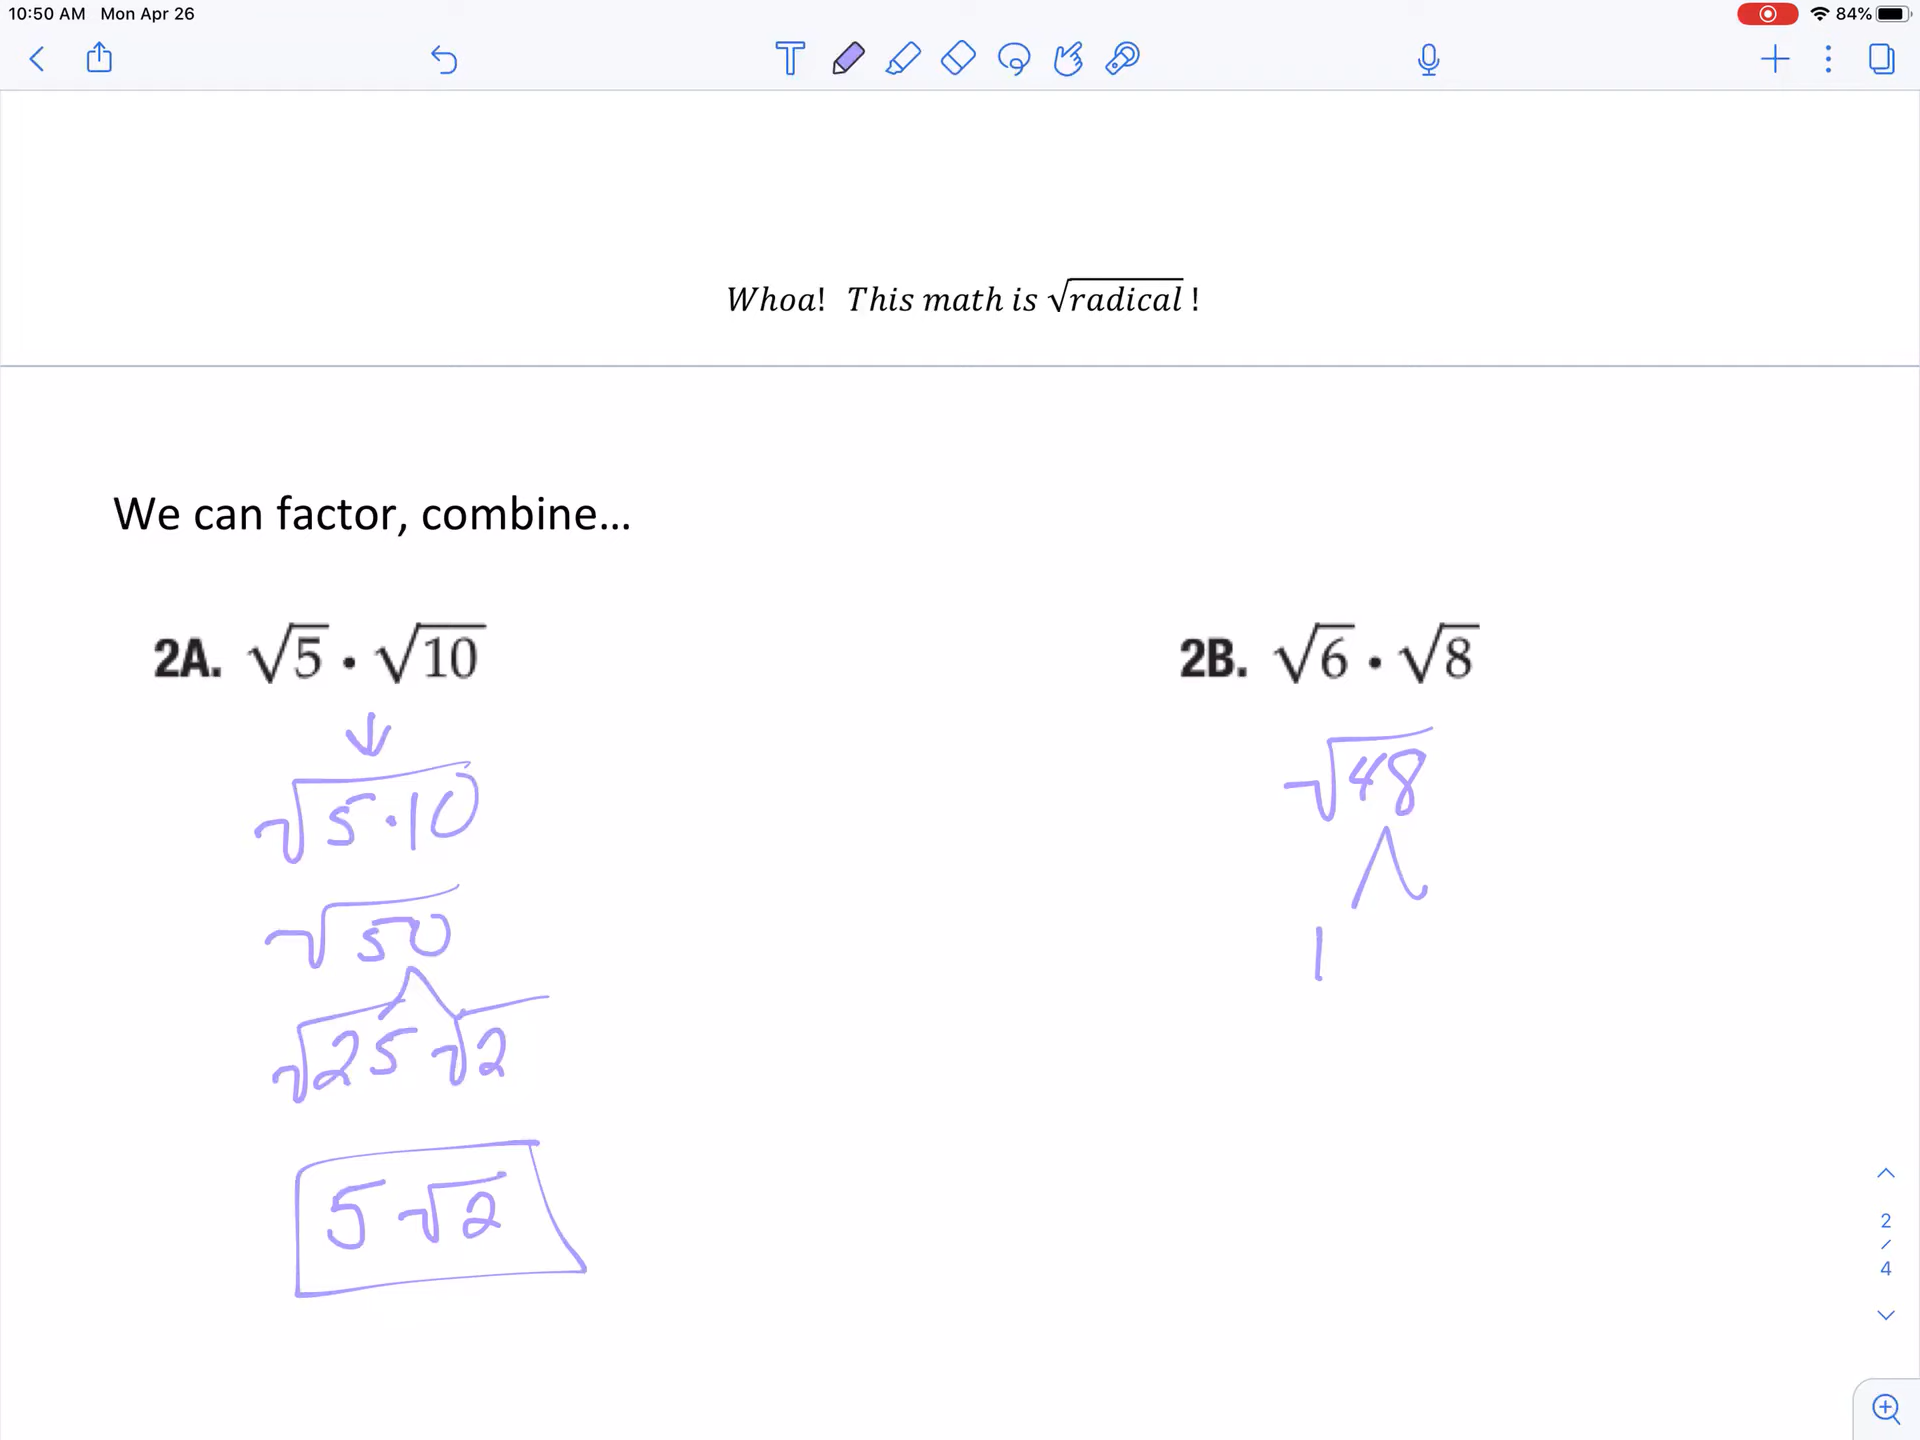 10:50 AM Mon Apr 26 84%
Whoa! This math is √radical !
We can factor, combine...
2A. √5 • √10
√5·10
√50
√25 √2
5√2
2B. √6 • √8
√48
1
2
/
4